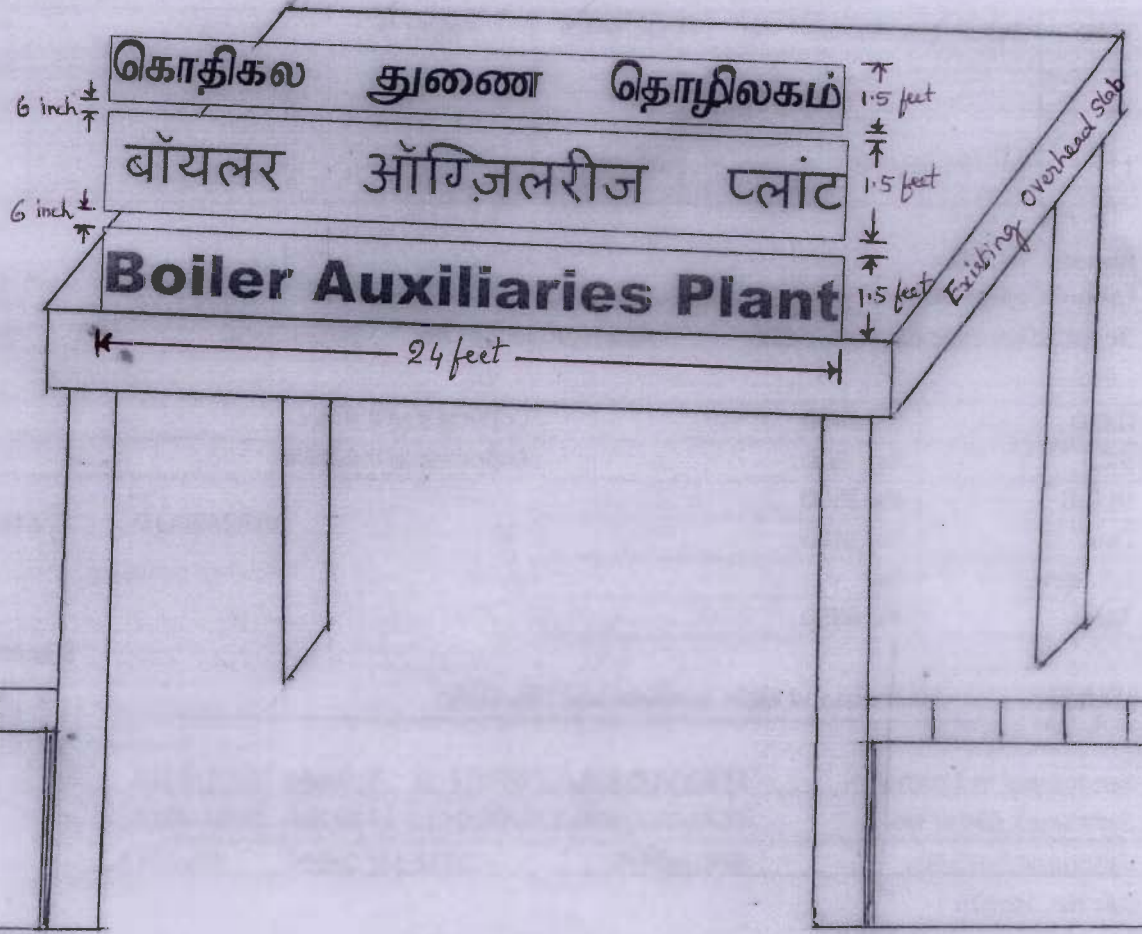 கொதிகல துணை தொழிலகம்
1.5 feet
6 inch
बॉयलर ऑग्ज़िलरीज प्लांट
1.5 feet
6 inch
Boiler Auxiliaries Plant
1.5 feet
Existing overhead Slab
24 feet